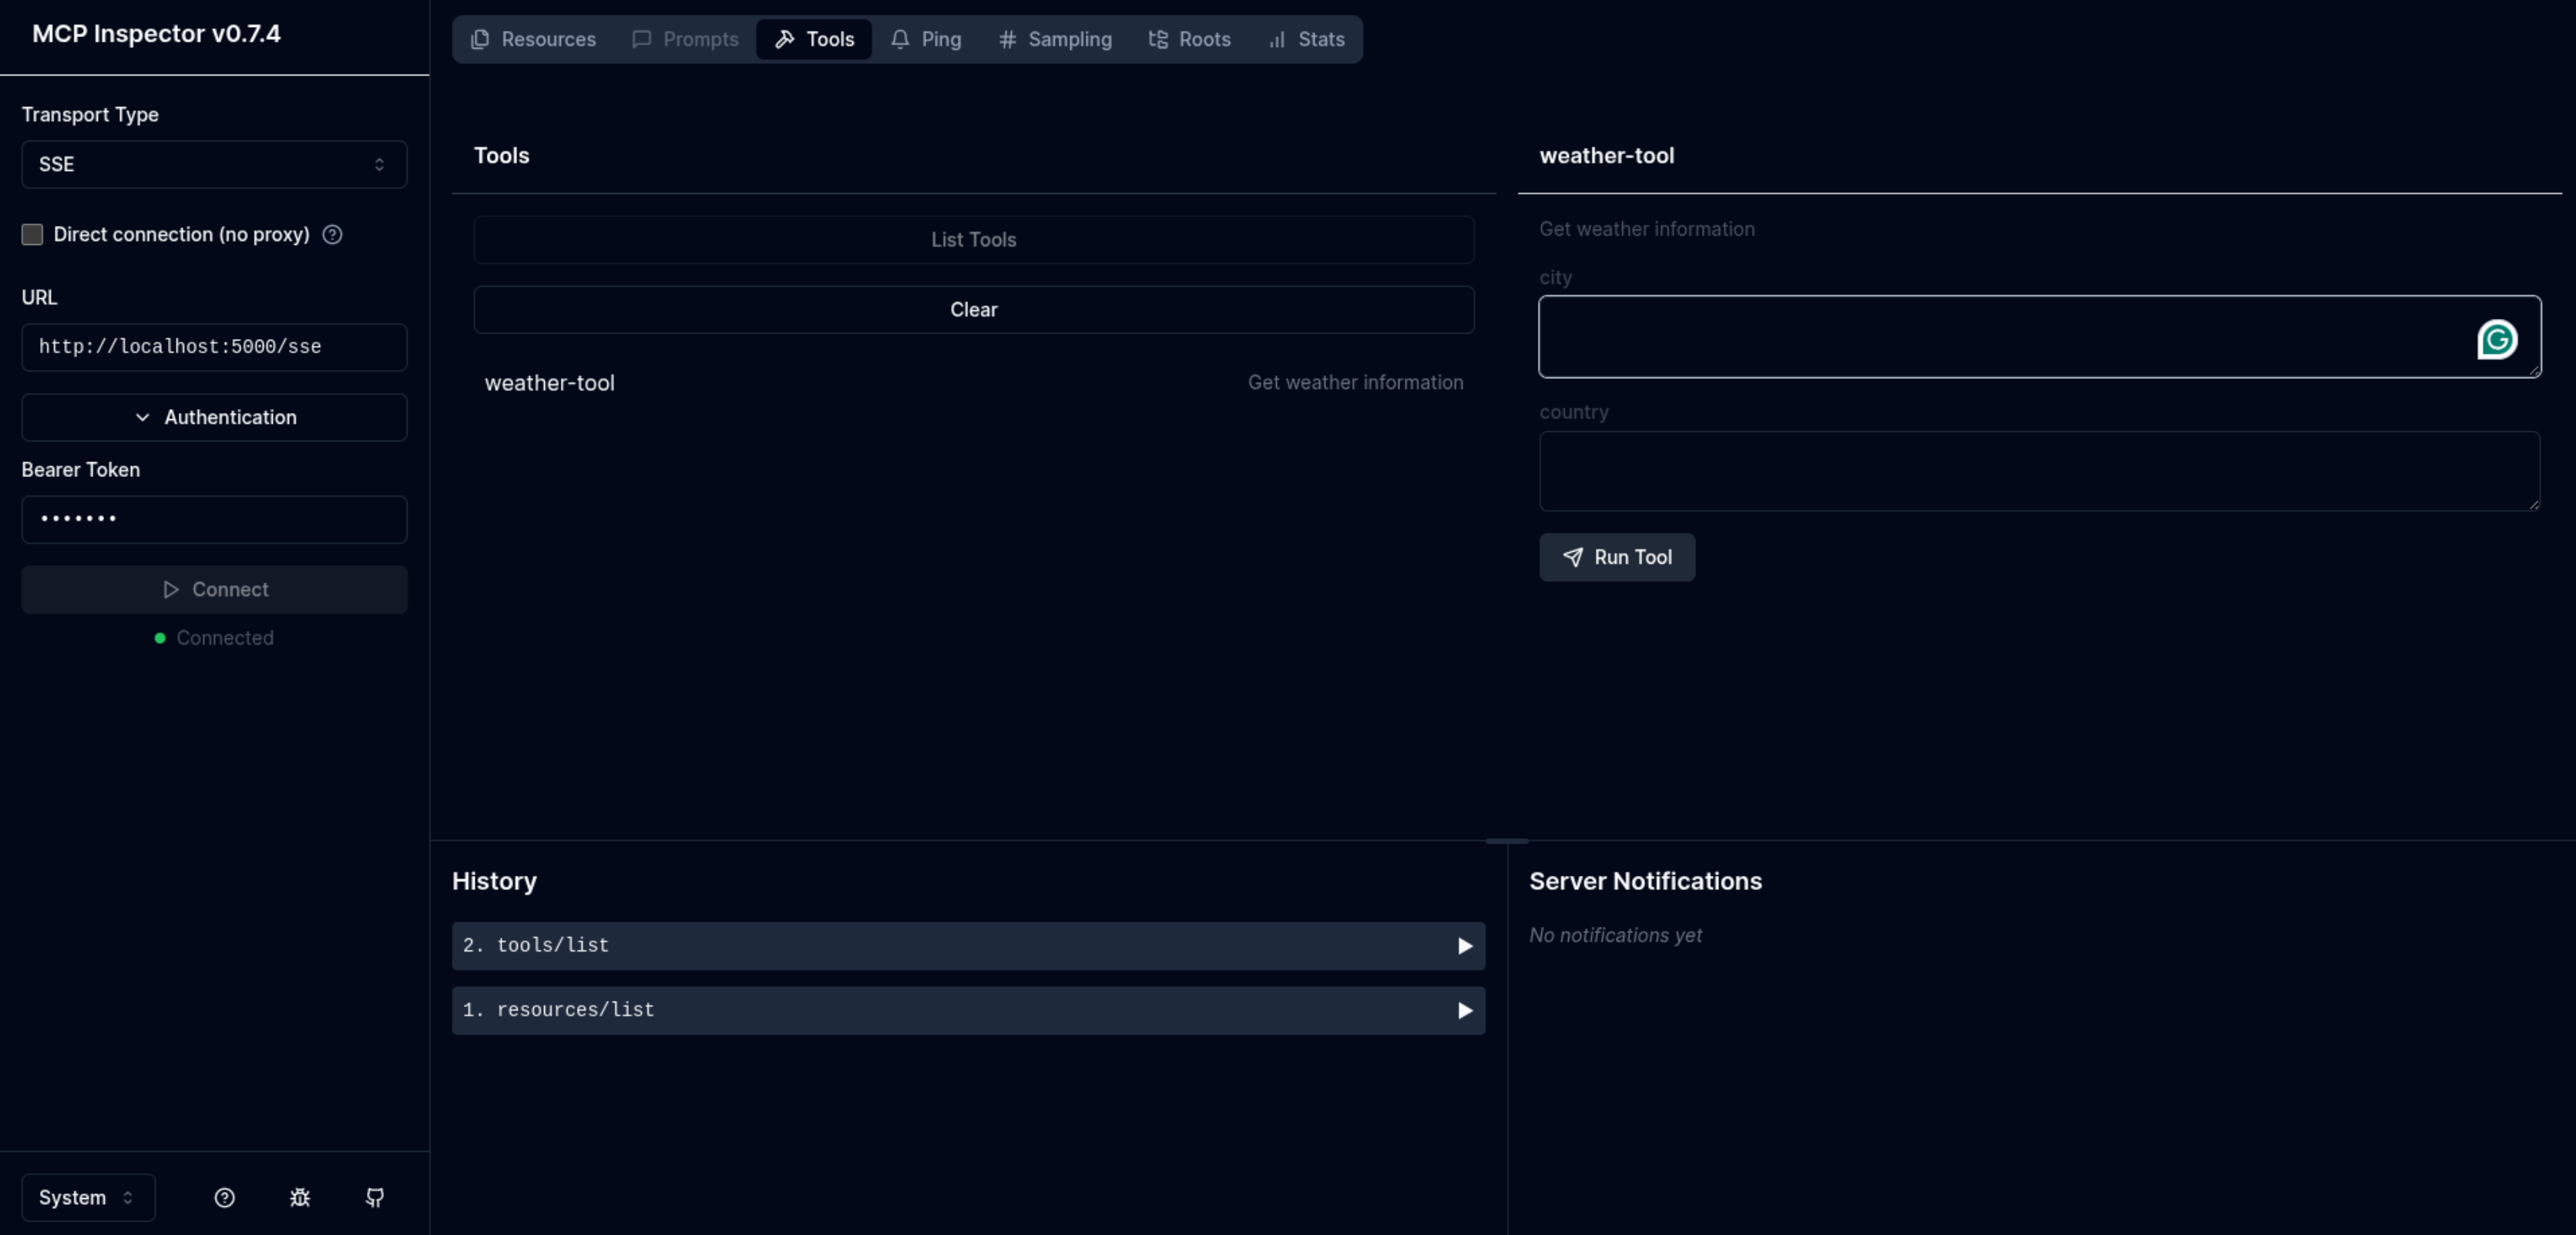 MCP Inspector v0.7.4
Transport Type
SSE
Direct connection (no proxy)
URL
http://localhost:5000/sse
Authentication
Bearer Token
•••••••
Connect
Connected
System
Resources
Prompts
Tools
Ping
Sampling
Roots
Stats
Tools
List Tools
Clear
weather-tool
Get weather information
weather-tool
Get weather information
city
country
Run Tool
History
2. tools/list
1. resources/list
Server Notifications
No notifications yet